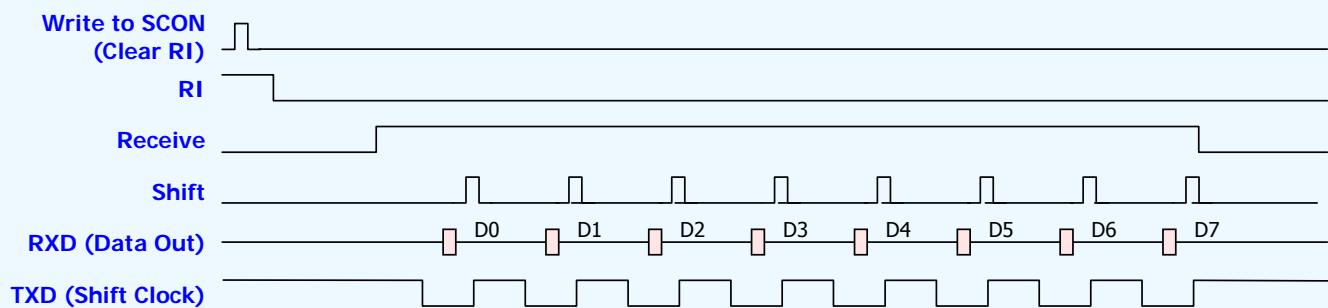 Write to SCON
(Clear RI)
RI
Receive
Shift
RXD (Data Out)
D0 D1 D2 D3 D4 D5 D6 D7
TXD (Shift Clock)